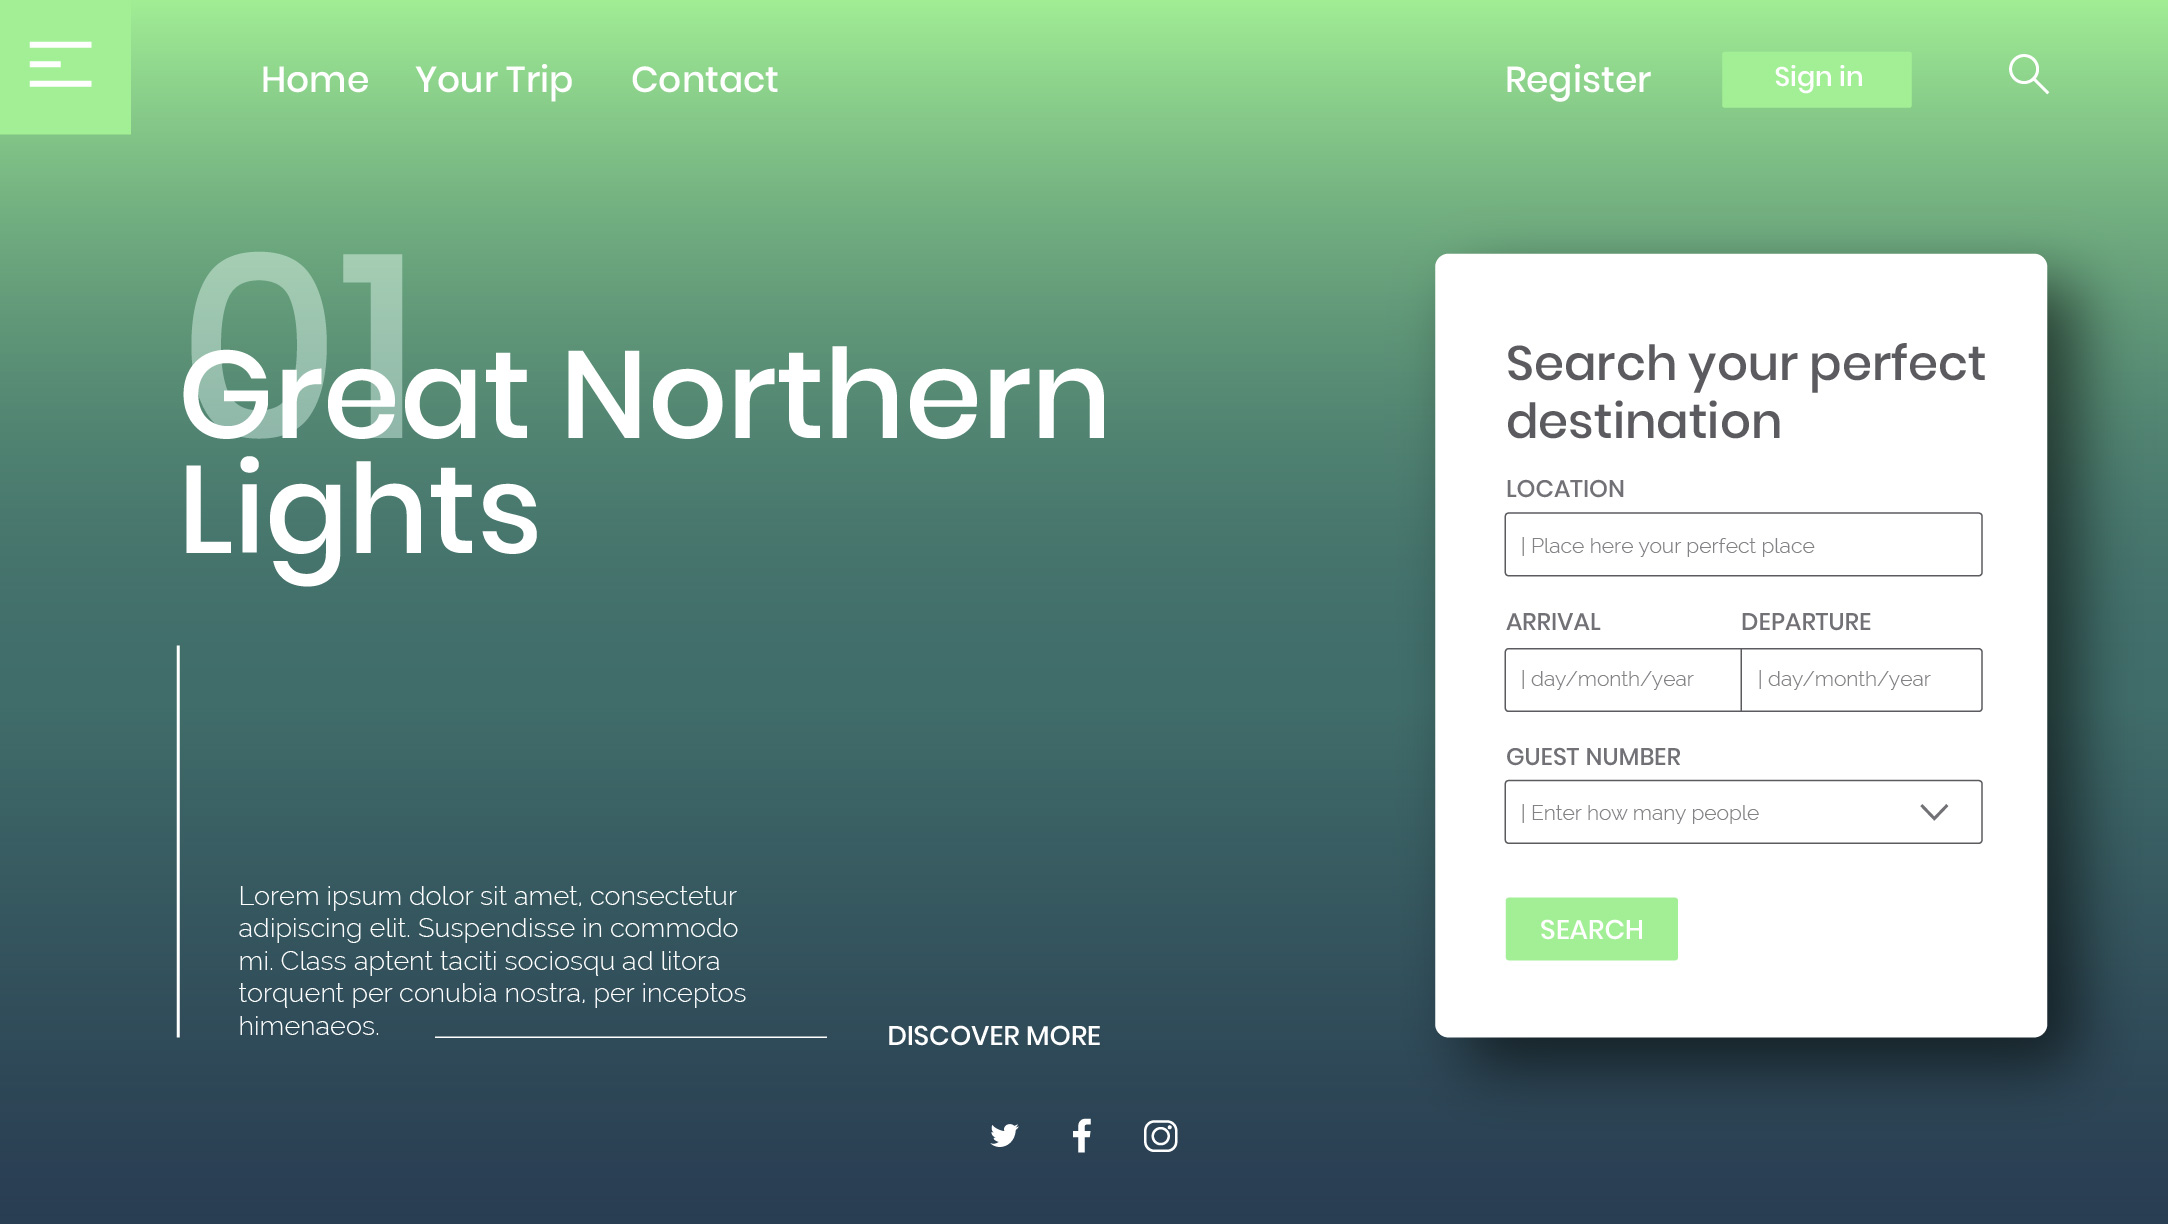 Home Your Trip Contact Register Sign in
01
Great Northern
Lights
Lorem ipsum dolor sit amet, consectetur
adipiscing elit. Suspendisse in commodo
mi. Class aptent taciti sociosqu ad litora
torquent per conubia nostra, per inceptos
himenaeos.
DISCOVER MORE
Search your perfect
destination
LOCATION
| Place here your perfect place
ARRIVAL DEPARTURE
| day/month/year | day/month/year
GUEST NUMBER
| Enter how many people
SEARCH